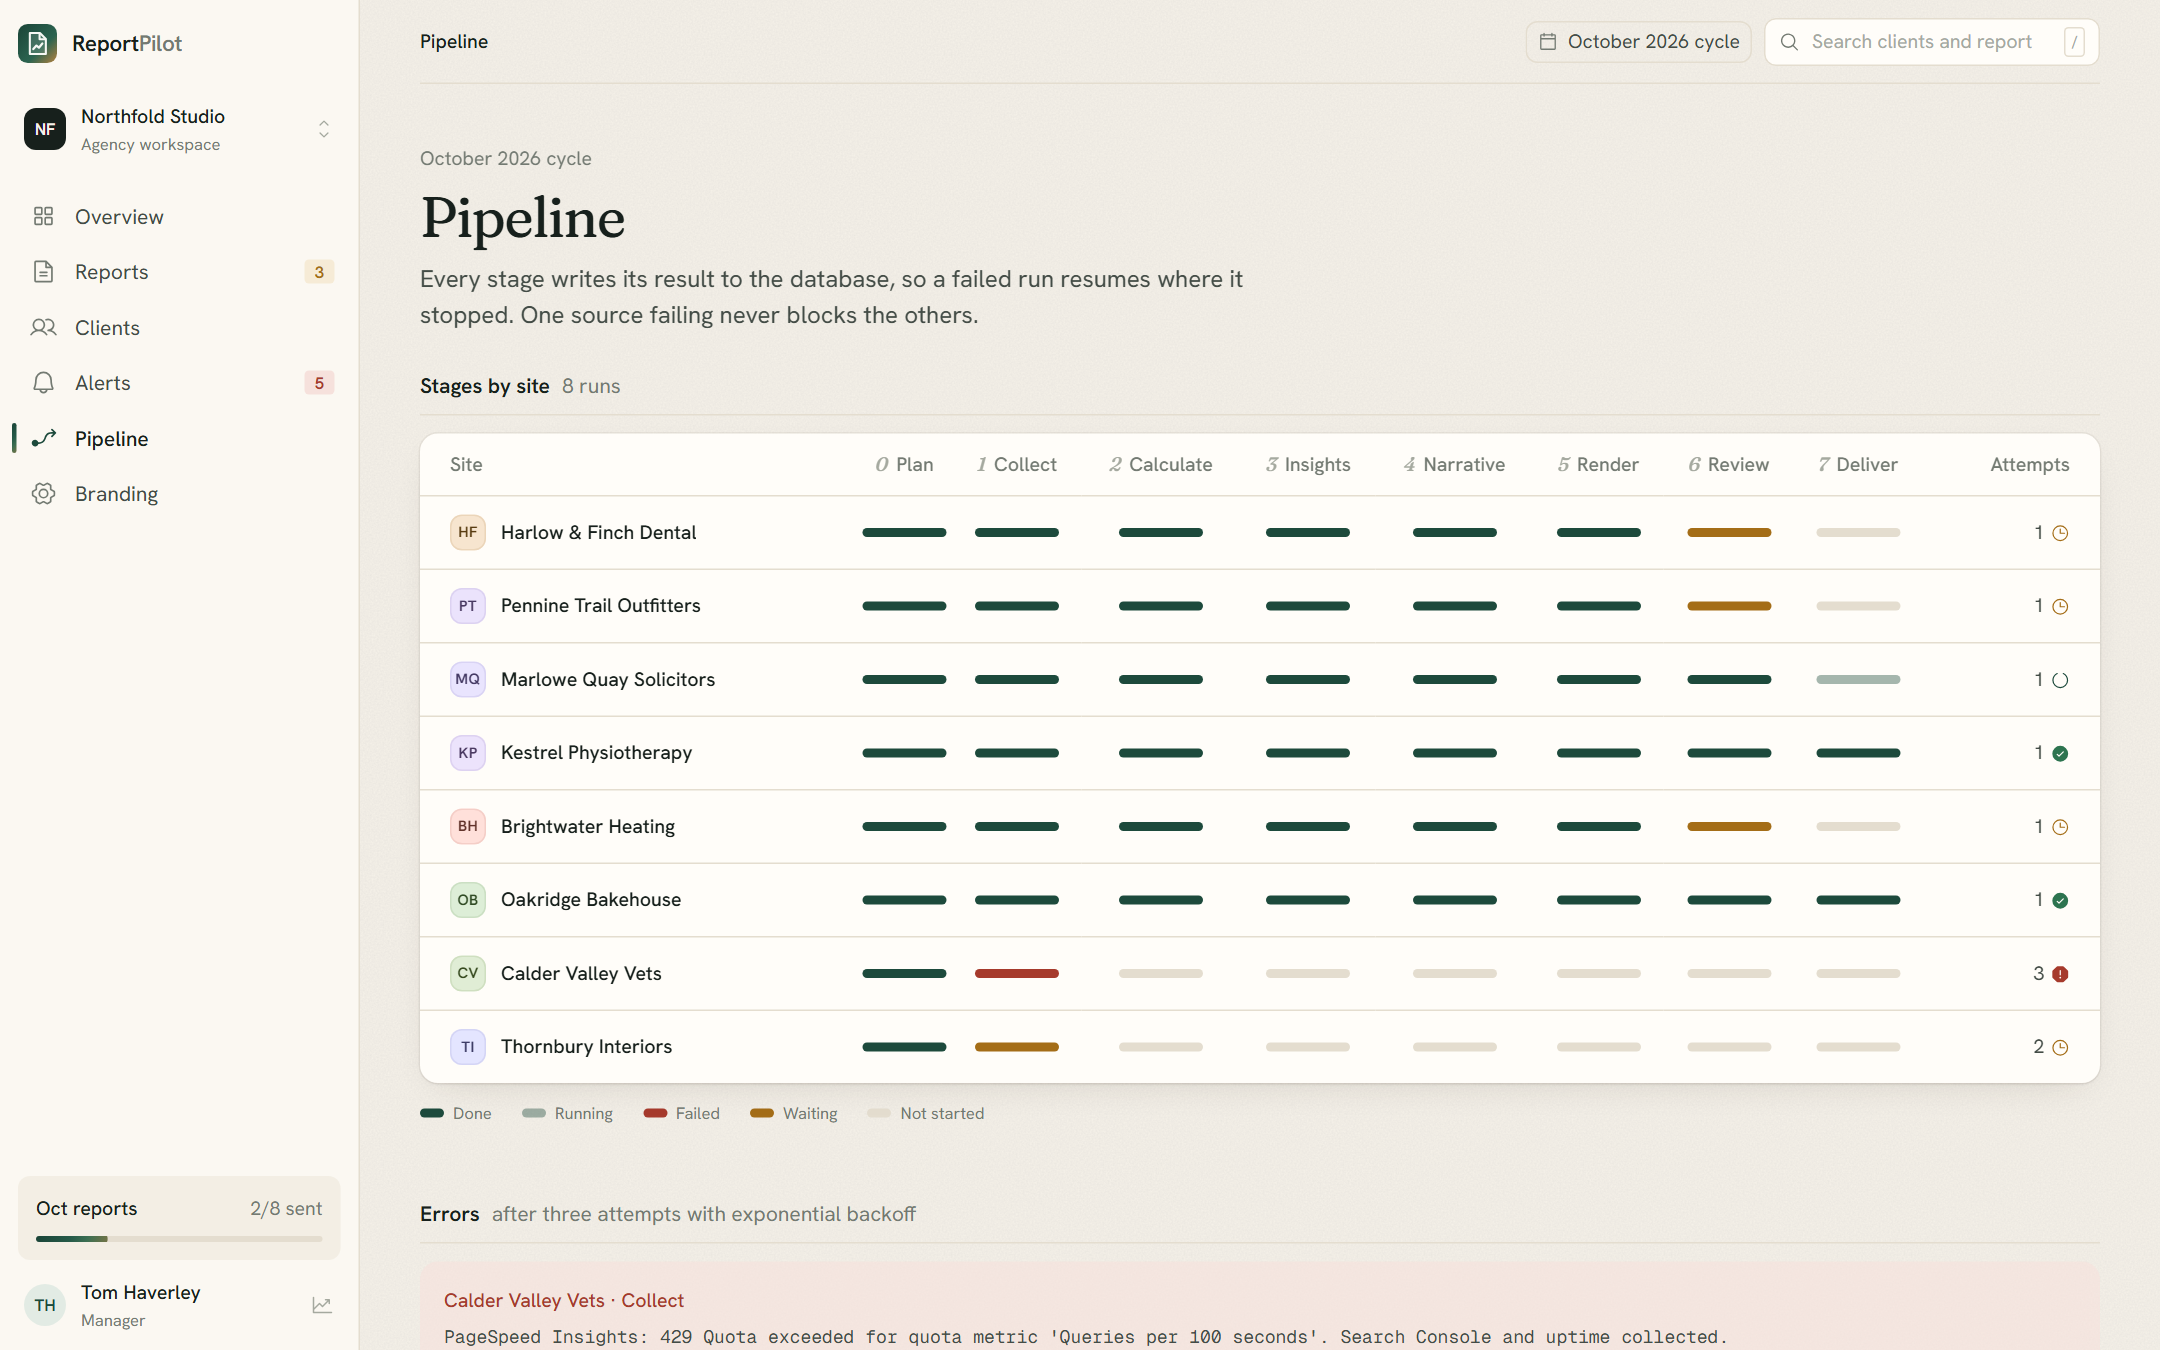 ReportPilot
NF
Northfold Studio
Agency workspace
Overview
Reports 3
Clients
Alerts 5
Pipeline
Branding
Oct reports 2/8 sent
TH
Tom Haverley
Manager
Pipeline
October 2026 cycle
Search clients and report /
October 2026 cycle
Pipeline
Every stage writes its result to the database, so a failed run resumes where it
stopped. One source failing never blocks the others.
Stages by site 8 runs
Site 0 Plan 1 Collect 2 Calculate 3 Insights 4 Narrative 5 Render 6 Review 7 Deliver Attempts
HF Harlow & Finch Dental 1
PT Pennine Trail Outfitters 1
MQ Marlowe Quay Solicitors 1
KP Kestrel Physiotherapy 1
BH Brightwater Heating 1
OB Oakridge Bakehouse 1
CV Calder Valley Vets 3
TI Thornbury Interiors 2
Done Running Failed Waiting Not started
Errors after three attempts with exponential backoff
Calder Valley Vets · Collect
PageSpeed Insights: 429 Quota exceeded for quota metric 'Queries per 100 seconds'. Search Console and uptime collected.